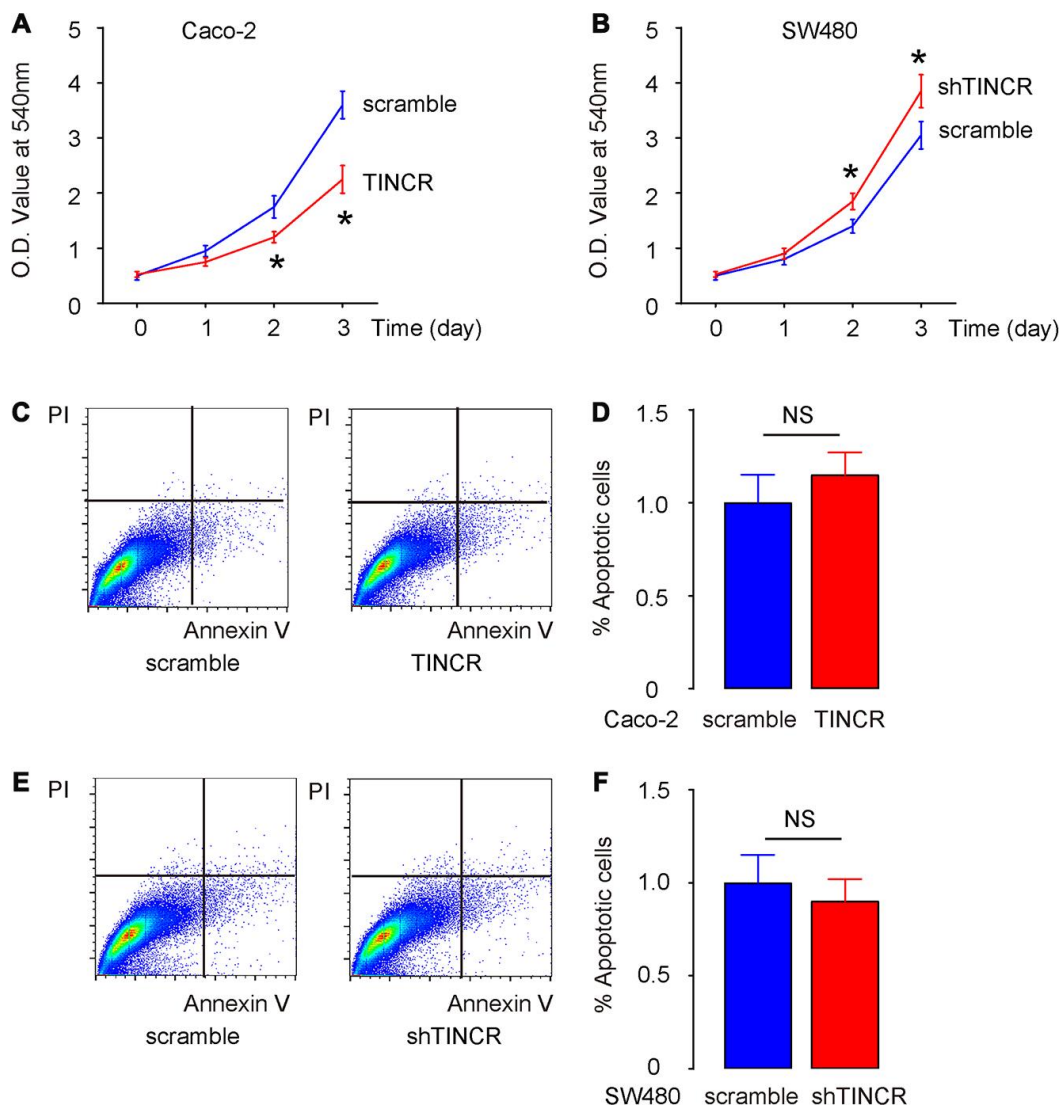 A
Caco-2
O.D. Value at 540nm
5
4
3
2
1
0
scramble
TINCR
*
*
0 1 2 3 Time (day)
B
SW480
O.D. Value at 540nm
5
4
3
2
1
0
*
shTINCR
scramble
*
0 1 2 3 Time (day)
C
PI
Annexin V
scramble
PI
Annexin V
TINCR
D
% Apoptotic cells
1.5
1.0
0.5
0
NS
Caco-2 scramble TINCR
E
PI
Annexin V
scramble
PI
Annexin V
shTINCR
F
% Apoptotic cells
1.5
1.0
0.5
0
NS
SW480 scramble shTINCR